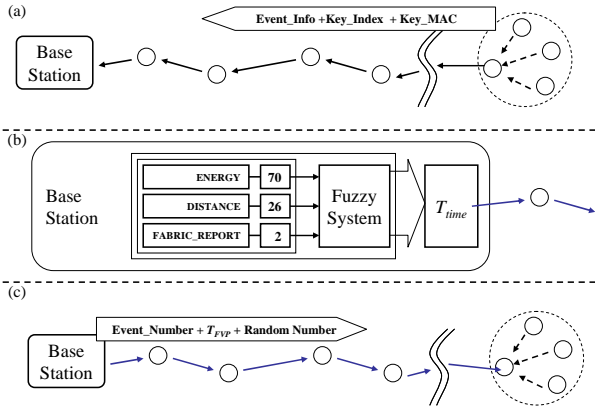 (a)
Event_Info +Key_Index + Key_MAC
Base
Station
(b)
Base
Station
ENERGY 70
DISTANCE 26
FABRIC_REPORT 2
Fuzzy
System
T_time
(c)
Event_Number + T_FVP + Random Number
Base
Station